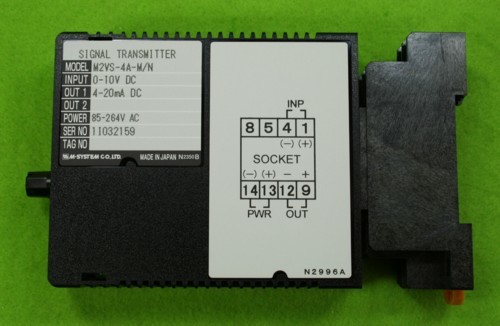 SIGNAL TRANSMITTER
MODEL M2VS-4A-M/N
INPUT 0-10V DC
OUT 1 4-20mA DC
OUT 2
POWER 85-264V AC
SER NO 11032159
TAG NO
M-SYSTEM CO.,LTD. MADE IN JAPAN N2350 B
INP
8 5 4 1
(-) (+)
SOCKET
(-) (+) - +
14 13 12 9
PWR OUT
N2996A